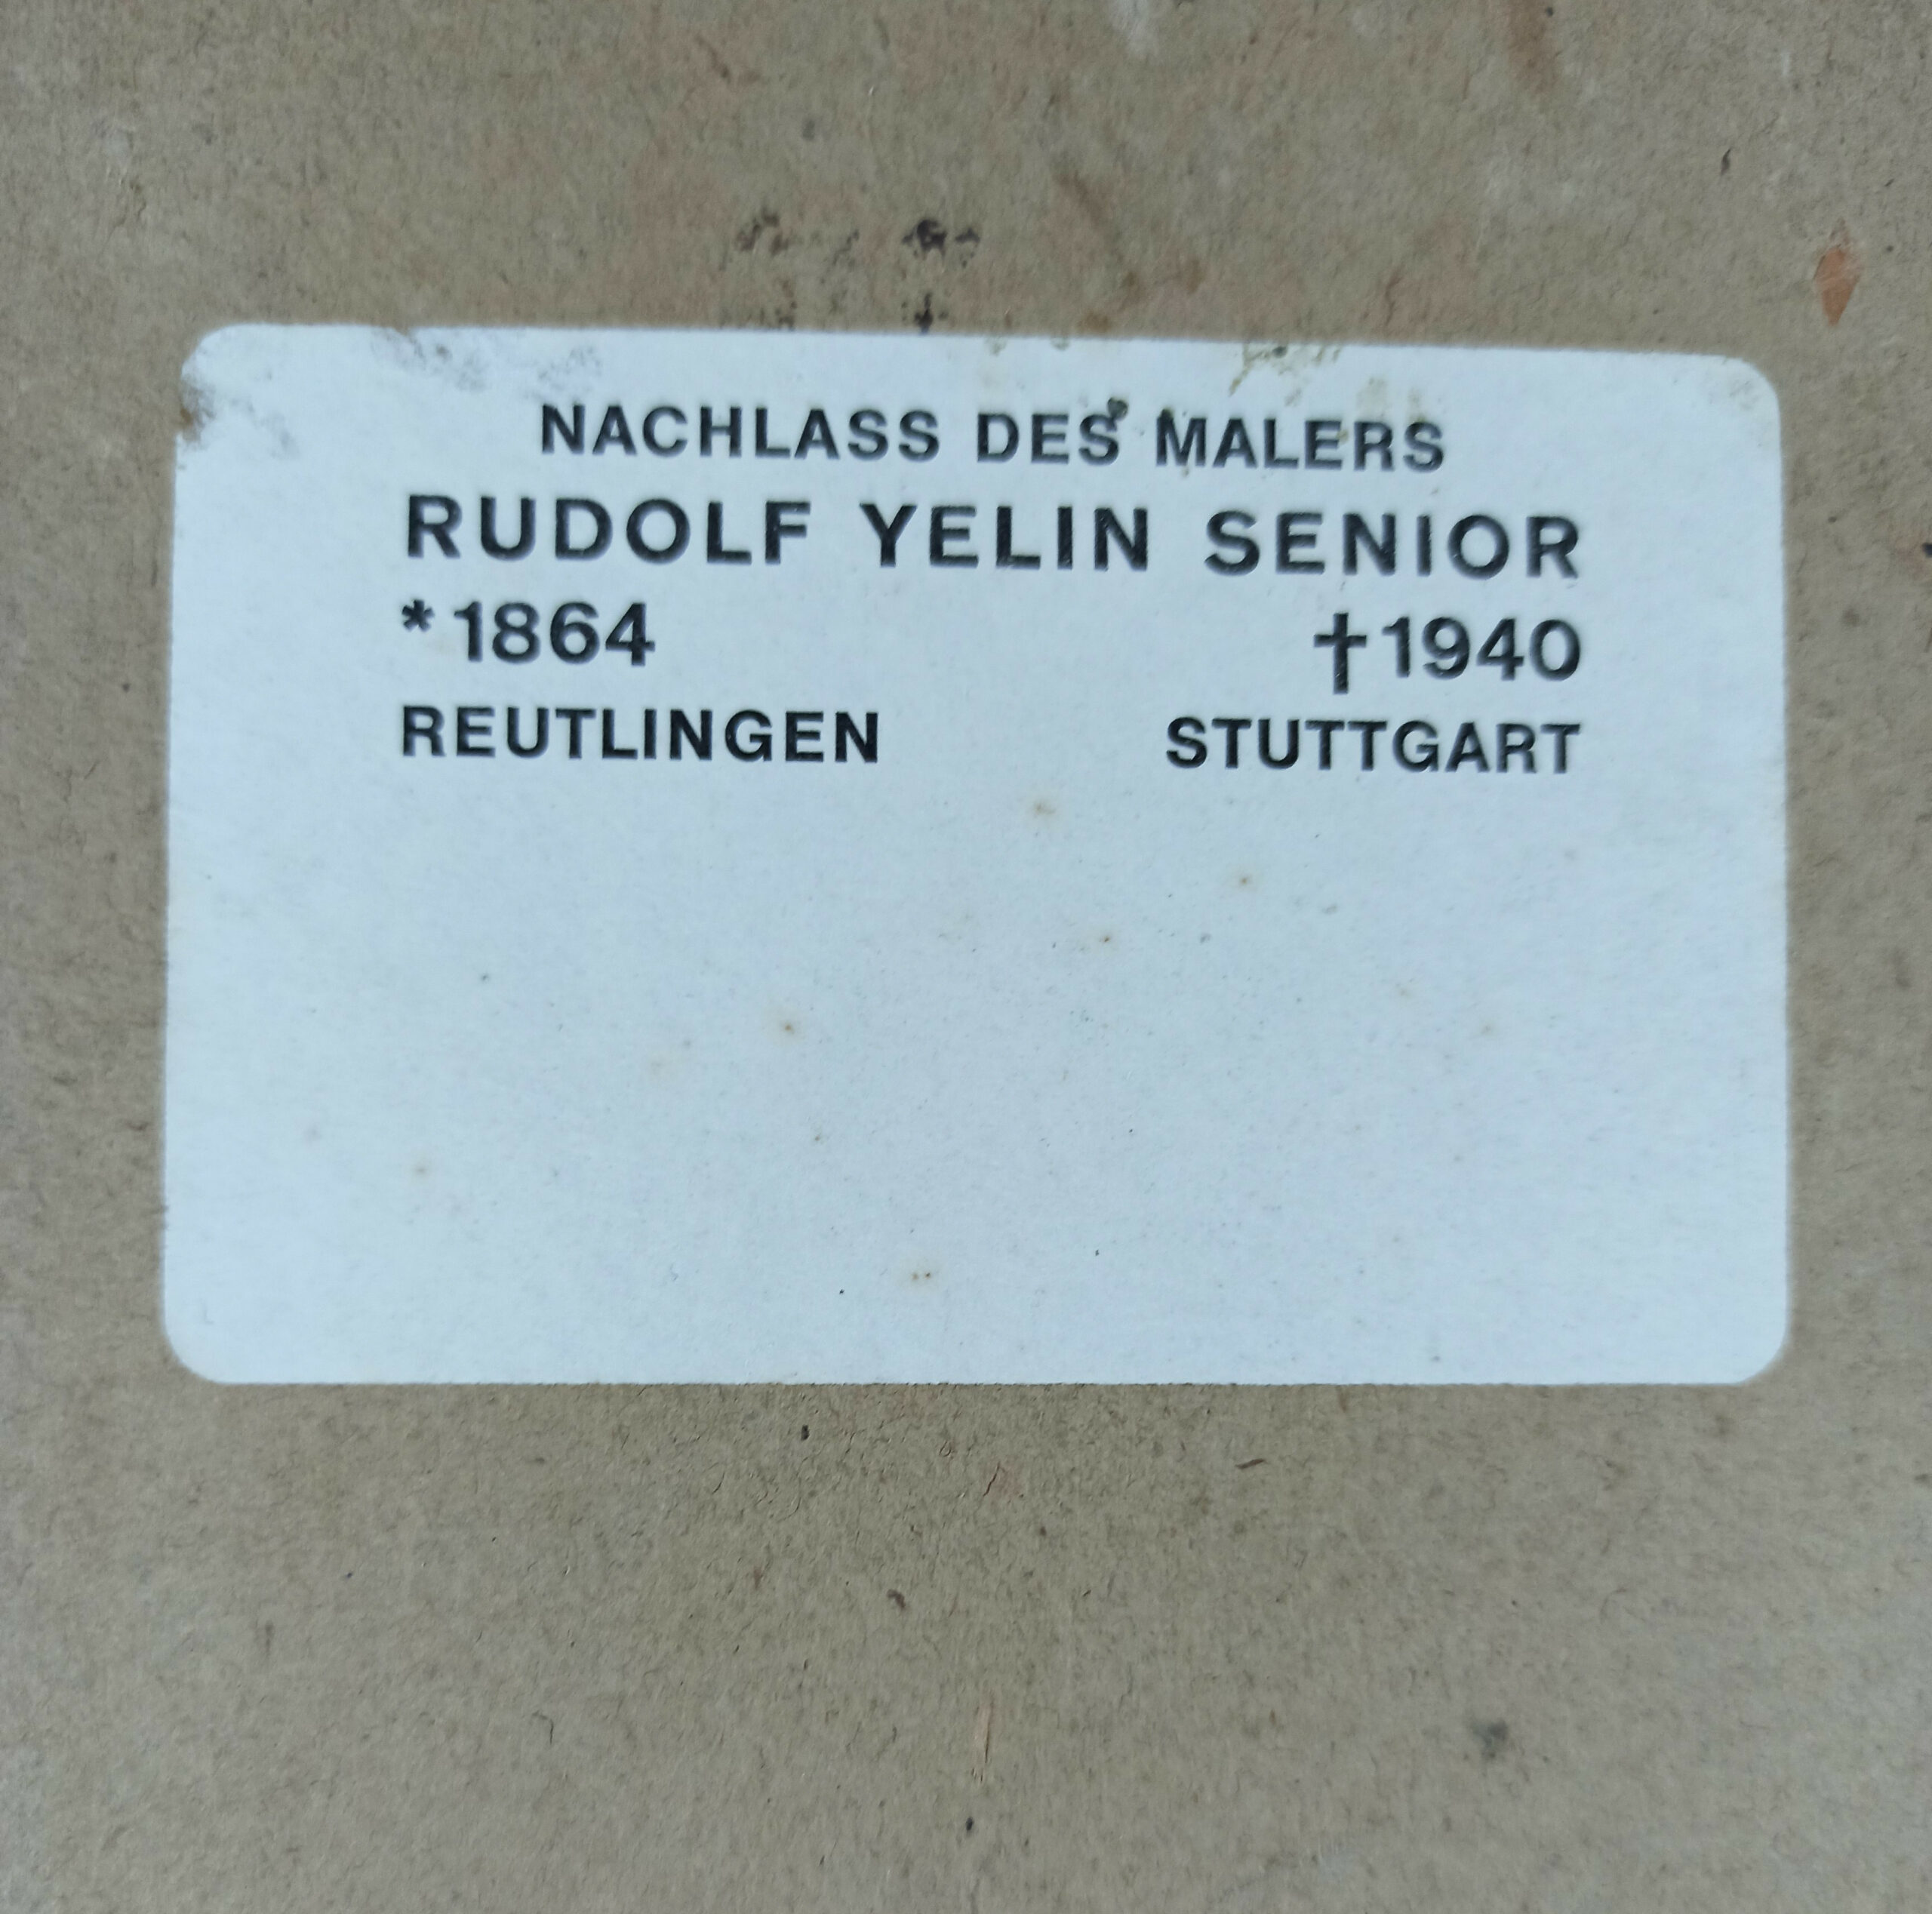 NACHLASS DES MALERS
RUDOLF YELIN SENIOR
*1864 †1940
REUTLINGEN STUTTGART